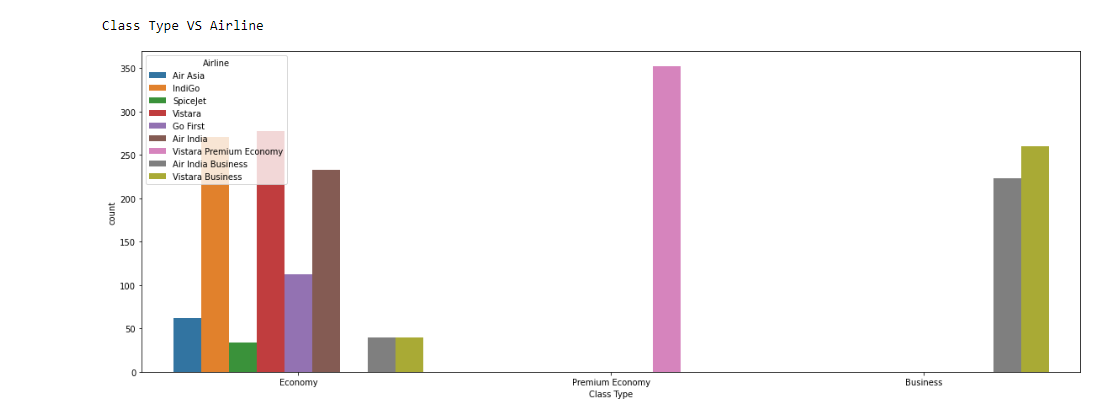 Class Type VS Airline
Airline
Air Asia
IndiGo
SpiceJet
Vistara
Go First
Air India
Vistara Premium Economy
Air India Business
Vistara Business
350
300
250
200
150
100
50
0
count
Economy
Premium Economy
Business
Class Type